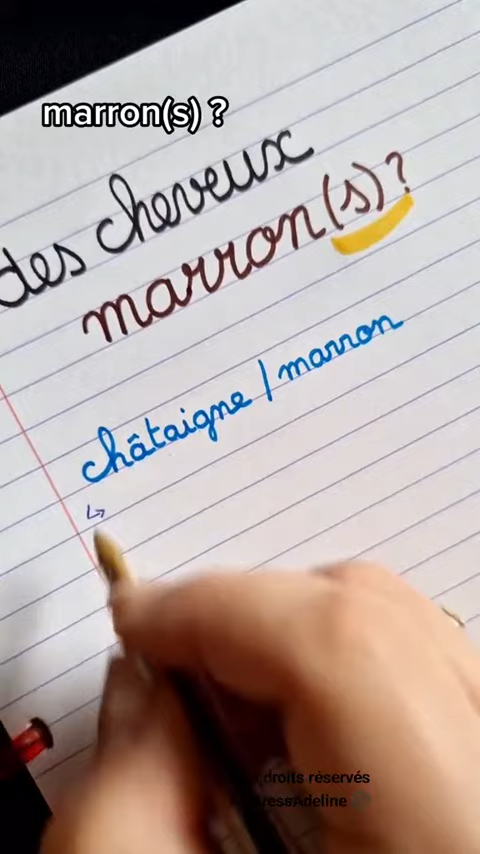 marron(s) ?
des cheveux
marron(s)?
châtaigne / marron
↳
droits réservés